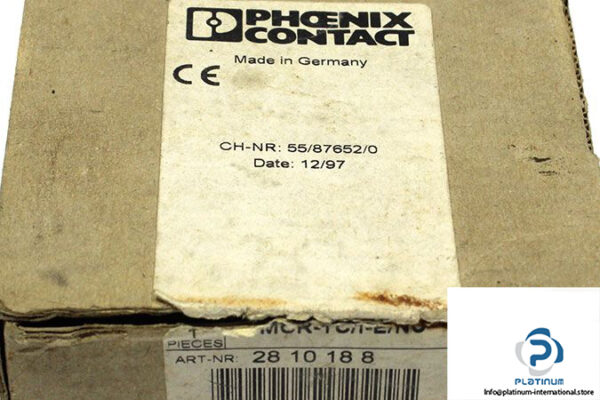 PHŒNIX
CONTACT
Made in Germany
CE
CH-NR: 55/87652/0
Date: 12/97
1
PIECES
ART-NR: 28 10 18 8
PLATINUM
Info@platinum-international.store